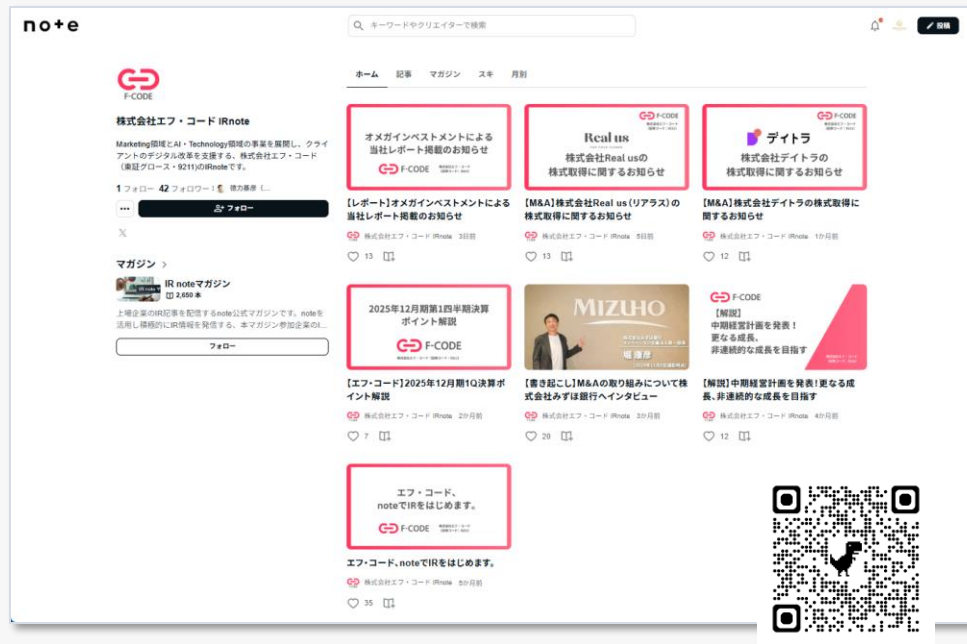 note
キーワードやクリエイターで検索
投稿
F-CODE
株式会社エフ・コード IRnote
Marketing領域とAI・Technology領域の事業を展開し、クライ
アントのデジタル改革を支援する、株式会社エフ・コード
(東証グロース・9211)のIRnoteです。
1 フォロー 42 フォロワー
フォロー
マガジン
IR noteマガジン
2,650 本
上場企業のIR記事を配信するnote公式マガジンです。noteを
活用し積極的にIR情報を発信する、本マガジン参加企業のI...
フォロー
ホーム 記事 マガジン スキ 月別
オメガインベストメントによる
当社レポート掲載のお知らせ
F-CODE
【レポート】オメガインベストメントによる
当社レポート掲載のお知らせ
株式会社エフ・コード IRnote 3日前
13
F-CODE
Real us
株式会社Real usの
株式取得に関するお知らせ
【M&A】株式会社Real us(リアラス)の
株式取得に関するお知らせ
株式会社エフ・コード IRnote 5日前
13
F-CODE
デイトラ
株式会社デイトラの
株式取得に関するお知らせ
【M&A】株式会社デイトラの株式取得に
関するお知らせ
株式会社エフ・コード IRnote 1か月前
12
2025年12月期第1四半期決算
ポイント解説
F-CODE
【エフ・コード】2025年12月期1Q決算ポ
イント解説
株式会社エフ・コード IRnote 2か月前
7
MIZUHO
【書き起こし】M&Aの取り組みについて株
式会社みずほ銀行へインタビュー
株式会社エフ・コード IRnote 3か月前
20
F-CODE
【解説】
中期経営計画を発表!
更なる成長、
非連続的な成長を目指す
【解説】中期経営計画を発表!更なる成
長、非連続的な成長を目指す
株式会社エフ・コード IRnote 4か月前
12
エフ・コード、
noteでIRをはじめます。
F-CODE
エフ・コード、noteでIRをはじめます。
株式会社エフ・コード IRnote 5か月前
35